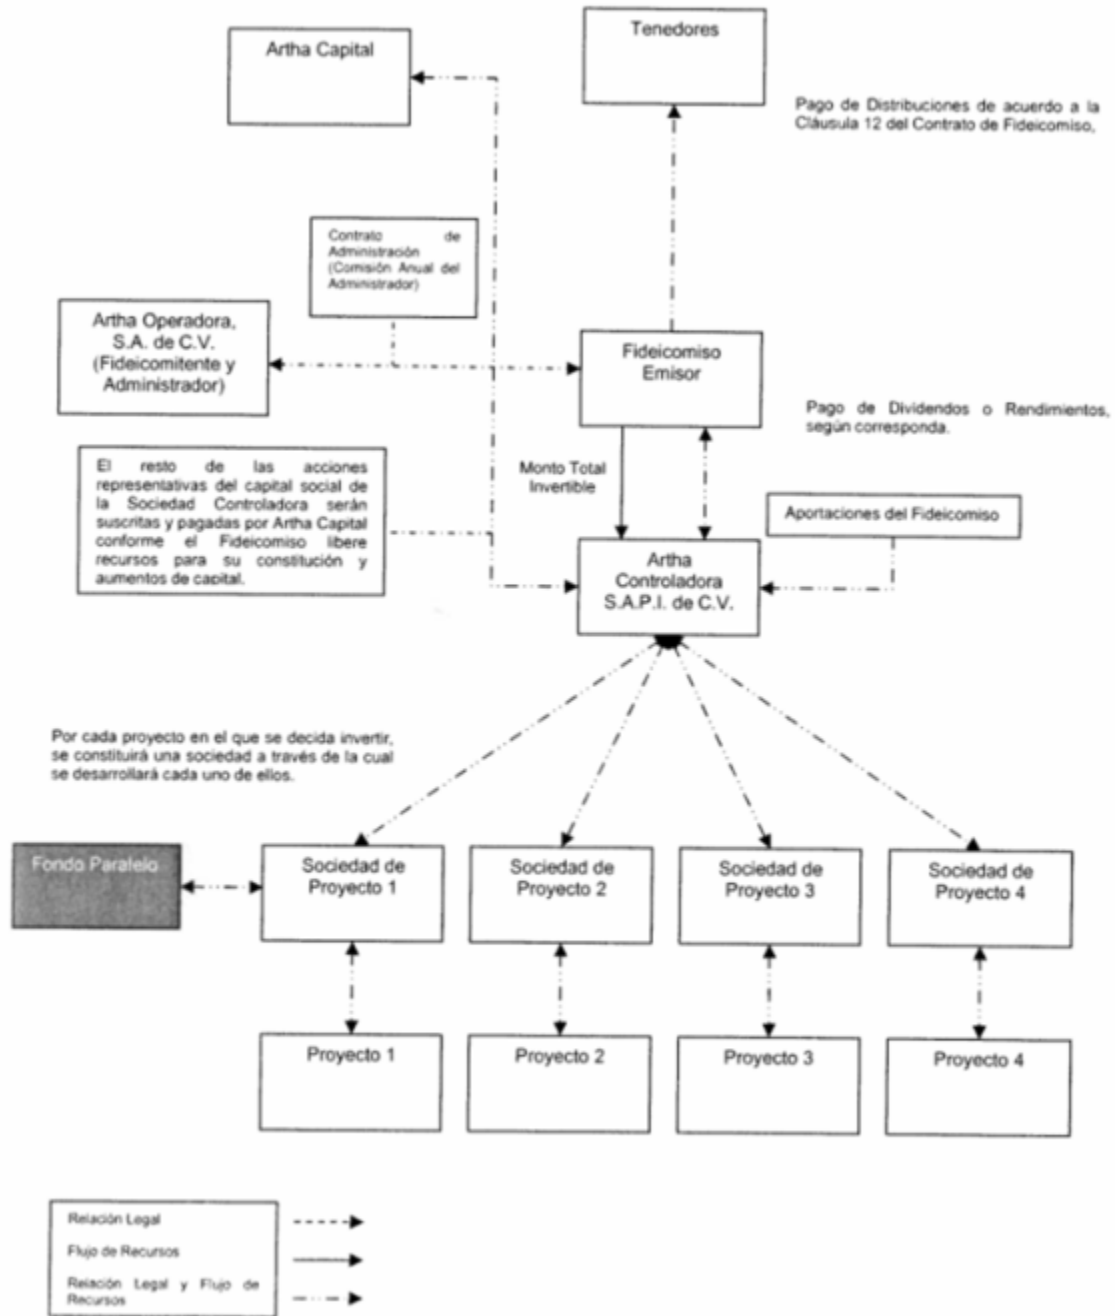 Artha Capital
Tenedores
Pago de Distribuciones de acuerdo a la
Cláusula 12 del Contrato de Fideicomiso,
Contrato de
Administración
(Comisión Anual del
Administrador)
Artha Operadora,
S.A. de C.V.
(Fideicomitente y
Administrador)
Fideicomiso
Emisor
Pago de Dividendos o Rendimientos,
según corresponda.
El resto de las acciones
representativas del capital social de
la Sociedad Controladora serán
suscritas y pagadas por Artha Capital
conforme el Fideicomiso libere
recursos para su constitución y
aumentos de capital.
Monto Total
Invertible
Aportaciones del Fideicomiso
Artha
Controladora
S.A.P.I. de C.V.
Por cada proyecto en el que se decida invertir,
se constituirá una sociedad a través de la cual
se desarrollará cada uno de ellos.
Fondo Paralelo
Sociedad de
Proyecto 1
Sociedad de
Proyecto 2
Sociedad de
Proyecto 3
Sociedad de
Proyecto 4
Proyecto 1
Proyecto 2
Proyecto 3
Proyecto 4
Relación Legal
Flujo de Recursos
Relación Legal y Flujo de
Recursos